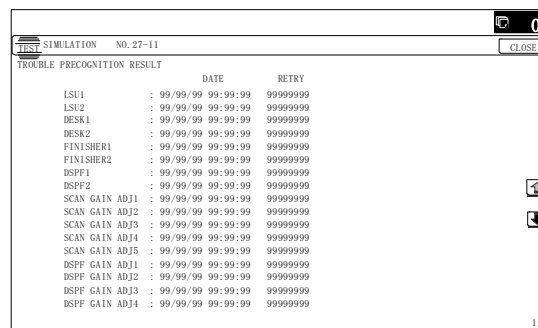 0
TEST SIMULATION NO. 27-11
CLOSE
TROUBLE PRECOGNITION RESULT
DATE RETRY
LSU1 : 99/99/99 99:99:99 99999999
LSU2 : 99/99/99 99:99:99 99999999
DESK1 : 99/99/99 99:99:99 99999999
DESK2 : 99/99/99 99:99:99 99999999
FINISHER1 : 99/99/99 99:99:99 99999999
FINISHER2 : 99/99/99 99:99:99 99999999
DSPF1 : 99/99/99 99:99:99 99999999
DSPF2 : 99/99/99 99:99:99 99999999
SCAN GAIN ADJ1 : 99/99/99 99:99:99 99999999
SCAN GAIN ADJ2 : 99/99/99 99:99:99 99999999
SCAN GAIN ADJ3 : 99/99/99 99:99:99 99999999
SCAN GAIN ADJ4 : 99/99/99 99:99:99 99999999
SCAN GAIN ADJ5 : 99/99/99 99:99:99 99999999
DSPF GAIN ADJ1 : 99/99/99 99:99:99 99999999
DSPF GAIN ADJ2 : 99/99/99 99:99:99 99999999
DSPF GAIN ADJ3 : 99/99/99 99:99:99 99999999
DSPF GAIN ADJ4 : 99/99/99 99:99:99 99999999